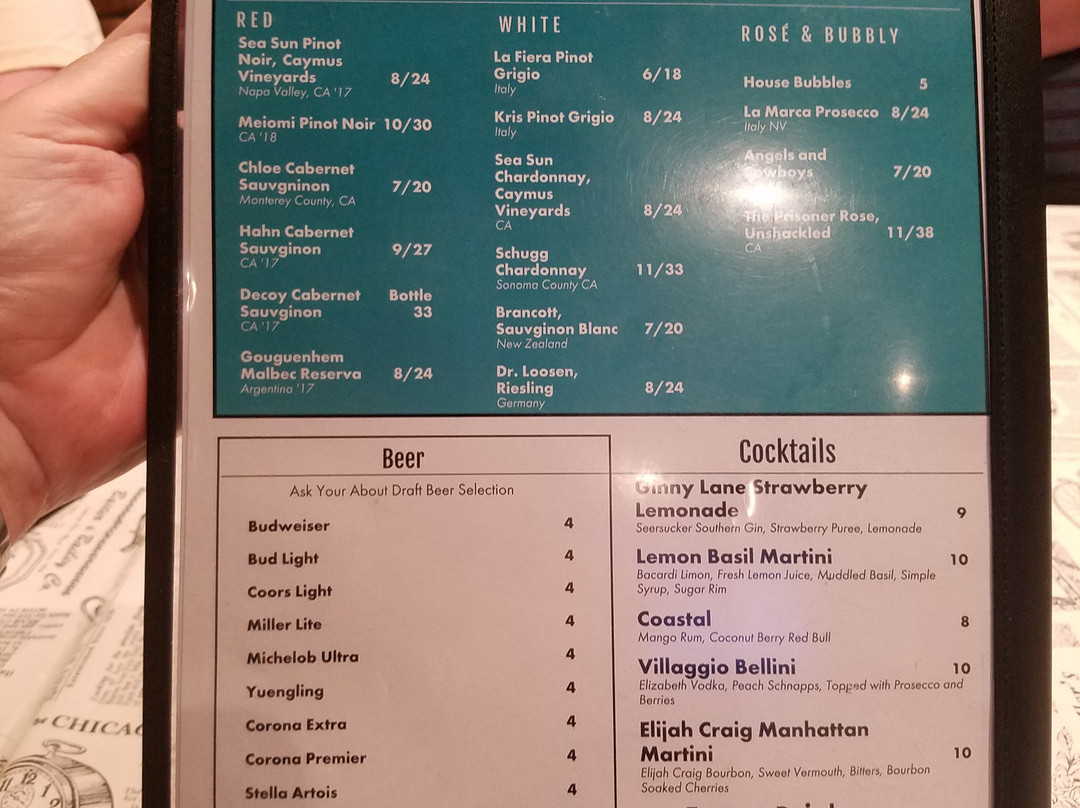 RED
Sea Sun Pinot
Noir, Caymus
Vineyards 8/24
Napa Valley, CA '17
Meiomi Pinot Noir 10/30
CA '18
Chloe Cabernet
Sauvgninon 7/20
Monterey County, CA
Hahn Cabernet
Sauvginon 9/27
CA '17
Decoy Cabernet Bottle
Sauvginon 33
CA '17
Gouguenhem
Malbec Reserva 8/24
Argentina '17
WHITE
La Fiera Pinot
Grigio 6/18
Italy
Kris Pinot Grigio 8/24
Italy
Sea Sun
Chardonnay,
Caymus
Vineyards 8/24
CA
Schugg
Chardonnay 11/33
Sonoma County CA
Brancott,
Sauvginon Blanc 7/20
New Zealand
Dr. Loosen,
Riesling 8/24
Germany
ROSÉ & BUBBLY
House Bubbles 5
La Marca Prosecco 8/24
Italy NV
Angels and
Cowboys 7/20
The Prisoner Rose,
Unshackled 11/38
CA
Beer
Ask Your About Draft Beer Selection
Budweiser 4
Bud Light 4
Coors Light 4
Miller Lite 4
Michelob Ultra 4
Yuengling 4
Corona Extra 4
Corona Premier 4
Stella Artois 4
Cocktails
Ginny Lane Strawberry
Lemonade 9
Seersucker Southern Gin, Strawberry Puree, Lemonade
Lemon Basil Martini 10
Bacardi Limon, Fresh Lemon Juice, Muddled Basil, Simple
Syrup, Sugar Rim
Coastal 8
Mango Rum, Coconut Berry Red Bull
Villaggio Bellini 10
Elizabeth Vodka, Peach Schnapps, Topped with Prosecco and
Berries
Elijah Craig Manhattan
Martini 10
Elijah Craig Bourbon, Sweet Vermouth, Bitters, Bourbon
Soaked Cherries
CHICAG